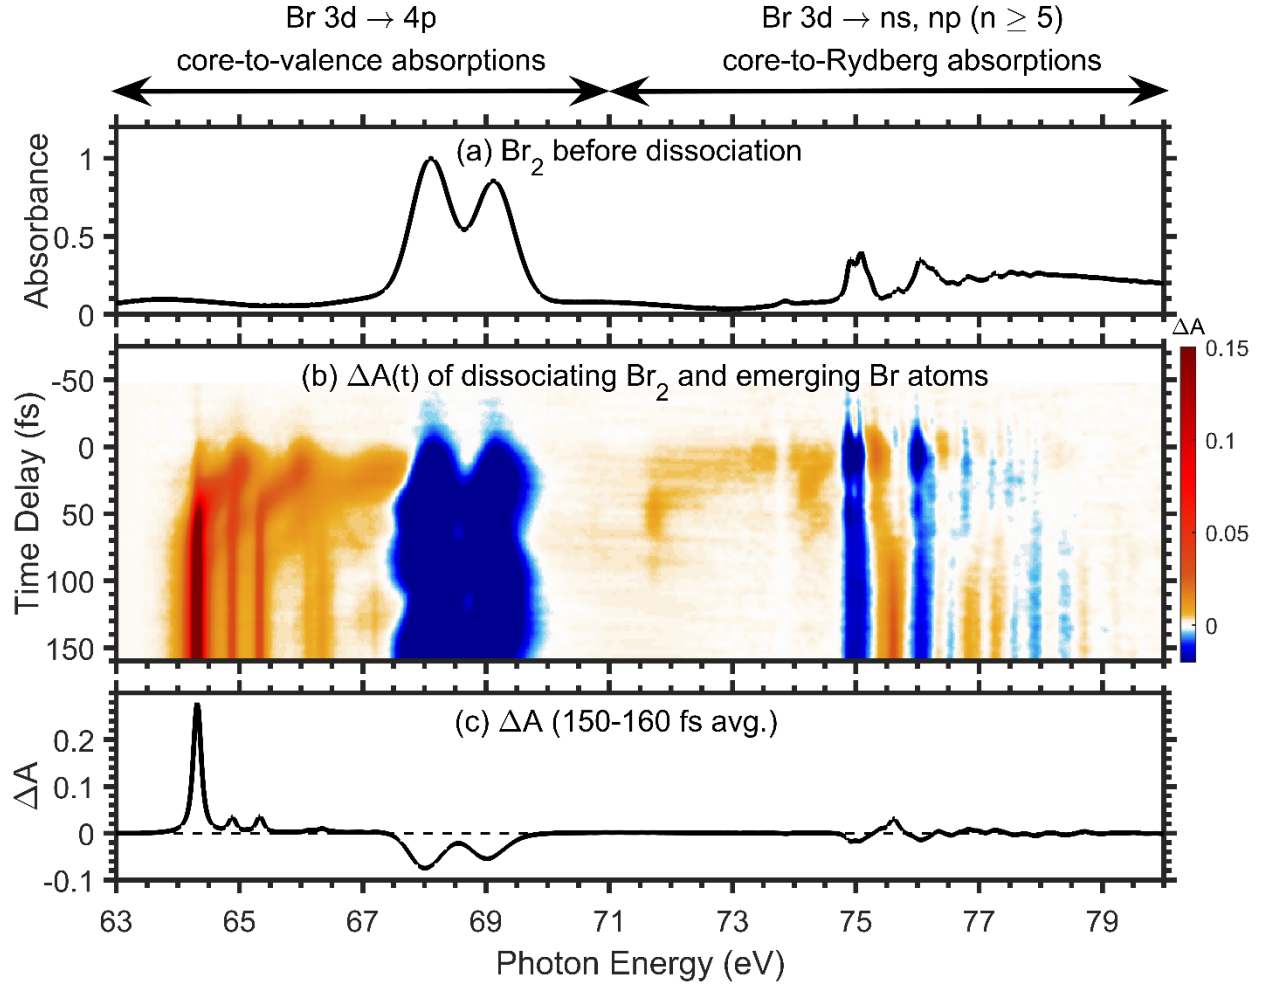 Br 3d → 4p
core-to-valence absorptions
Br 3d → ns, np (n ≥ 5)
core-to-Rydberg absorptions
(a) Br₂ before dissociation
Absorbance
1
0.5
0
(b) ΔA(t) of dissociating Br₂ and emerging Br atoms
Time Delay (fs)
-50
0
50
100
150
ΔA
0.15
0.1
0.05
0
(c) ΔA (150-160 fs avg.)
ΔA
0.2
0.1
0
-0.1
63 65 67 69 71 73 75 77 79
Photon Energy (eV)